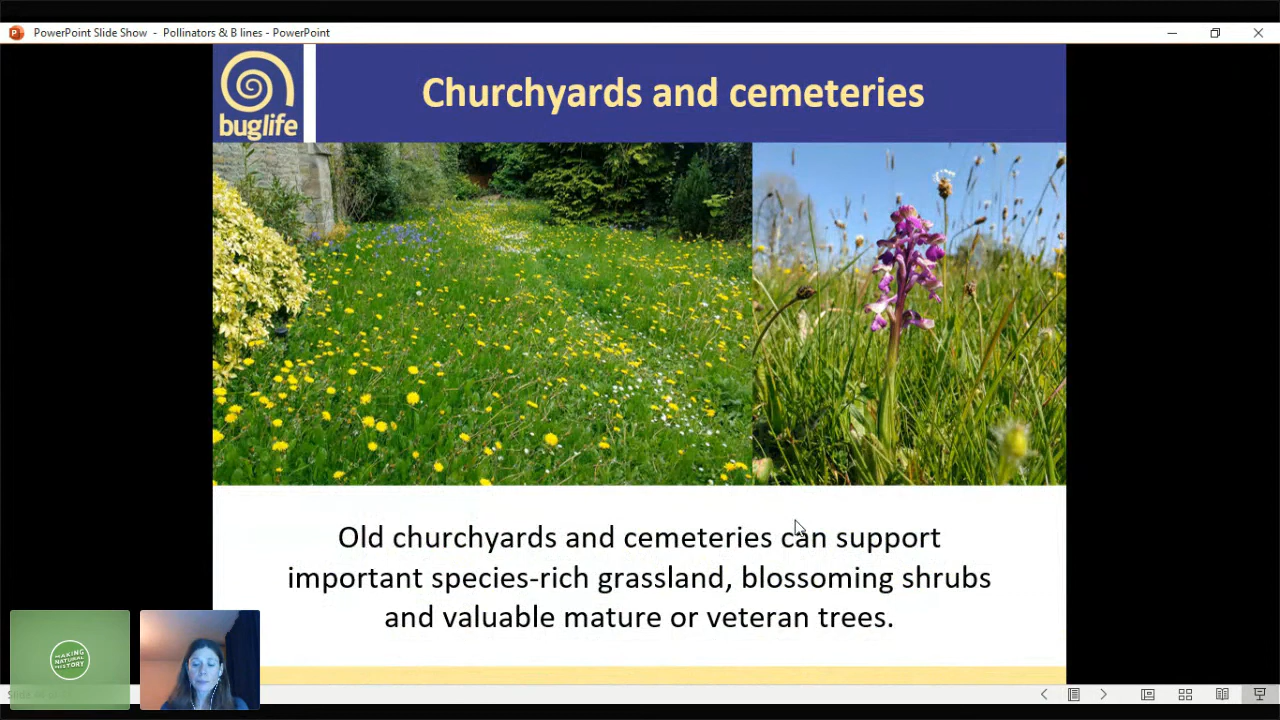 PowerPoint Slide Show - Pollinators & B lines - PowerPoint
buglife
Churchyards and cemeteries
Old churchyards and cemeteries can support
important species-rich grassland, blossoming shrubs
and valuable mature or veteran trees.
MAKING
NATURAL
HISTORY